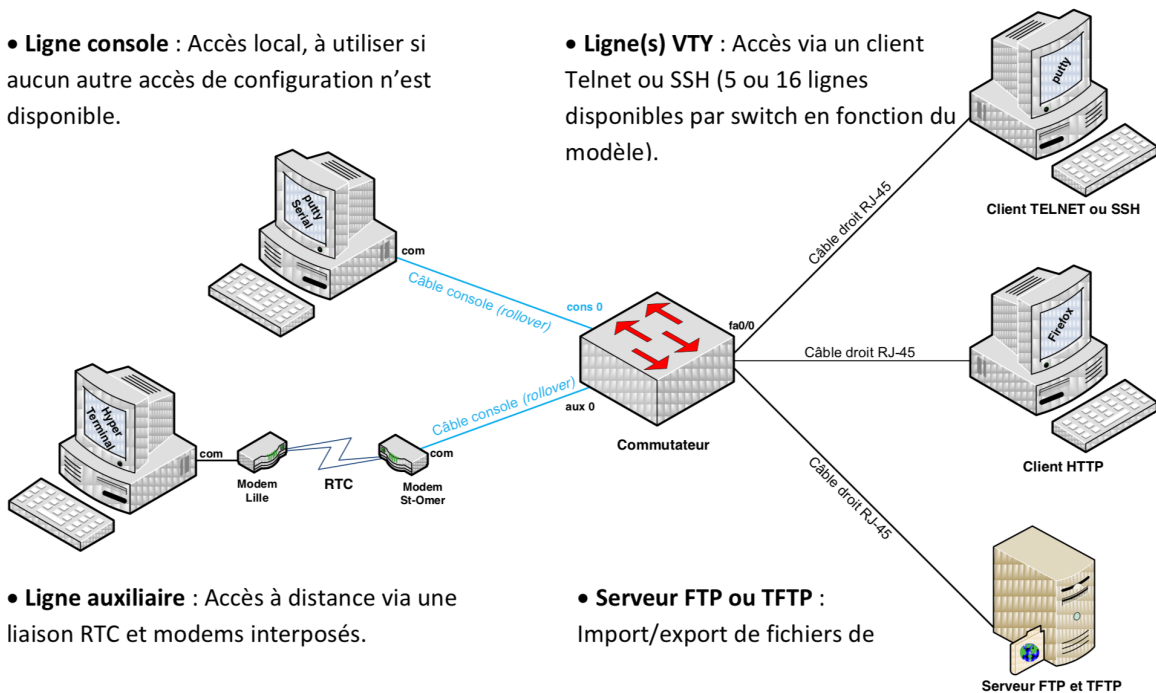 • Ligne console : Accès local, à utiliser si
aucun autre accès de configuration n'est
disponible.
• Ligne(s) VTY : Accès via un client
Telnet ou SSH (5 ou 16 lignes
disponibles par switch en fonction du
modèle).
putty
Client TELNET ou SSH
Câble droit RJ-45
putty
Serial
com
Câble console (rollover)
cons 0
fa0/0
Câble droit RJ-45
Firefox
Client HTTP
Hyper
Terminal
com
Modem
Lille
RTC
com
Modem
St-Omer
Câble console (rollover)
aux 0
Commutateur
Câble droit RJ-45
• Ligne auxiliaire : Accès à distance via une
liaison RTC et modems interposés.
• Serveur FTP ou TFTP :
Import/export de fichiers de
Serveur FTP et TFTP